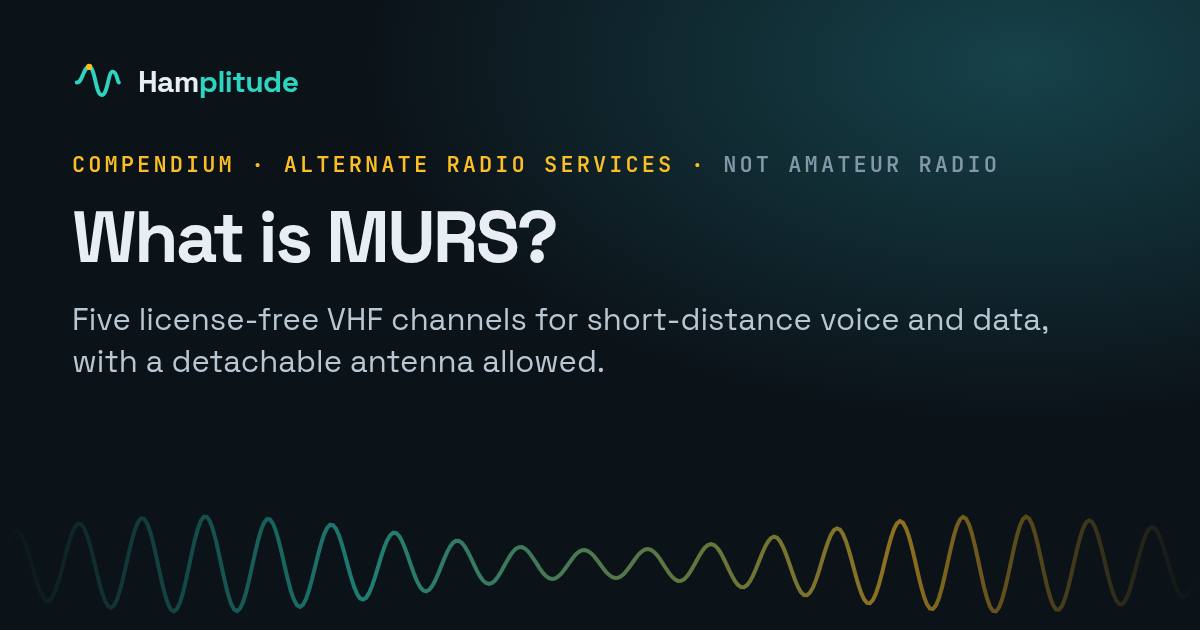 Hamplitude
COMPENDIUM · ALTERNATE RADIO SERVICES · NOT AMATEUR RADIO
What is MURS?
Five license-free VHF channels for short-distance voice and data,
with a detachable antenna allowed.